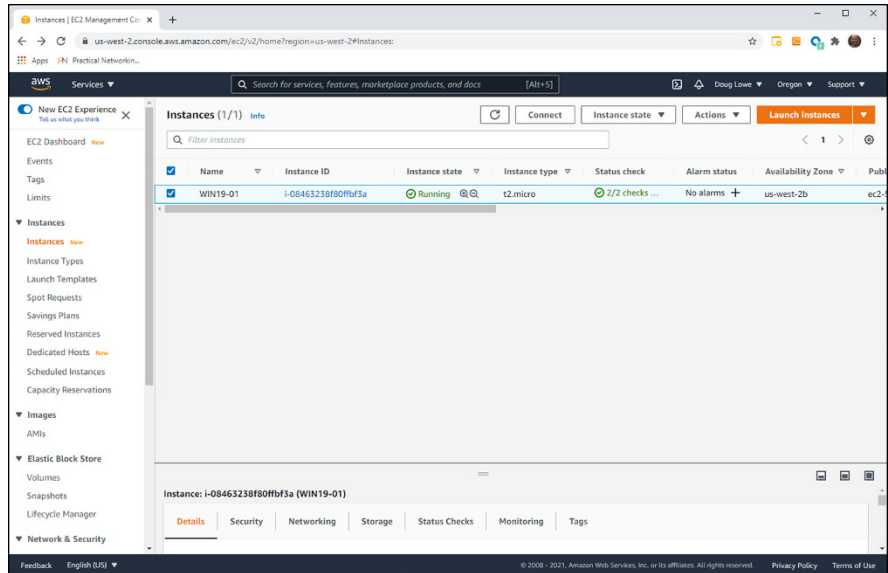 Instances | EC2 Management Co
us-west-2.console.aws.amazon.com/ec2/v2/home?region=us-west-2#Instances:
Apps PN Practical Networkin...
aws Services ▼ Search for services, features, marketplace products, and docs [Alt+S] Doug Lowe ▼ Oregon ▼ Support ▼
New EC2 Experience
Tell us what you think
EC2 Dashboard New
Events
Tags
Limits
▼ Instances
Instances New
Instance Types
Launch Templates
Spot Requests
Savings Plans
Reserved Instances
Dedicated Hosts New
Scheduled Instances
Capacity Reservations
▼ Images
AMIs
▼ Elastic Block Store
Volumes
Snapshots
Lifecycle Manager
▼ Network & Security
Instances (1/1) Info Connect Instance state ▼ Actions ▼ Launch instances ▼
Filter instances < 1 >
Name Instance ID Instance state Instance type Status check Alarm status Availability Zone Publ
WIN19-01 i-08463238f80ffbf3a Running t2.micro 2/2 checks ... No alarms + us-west-2b ec2-5
Instance: i-08463238f80ffbf3a (WIN19-01)
Details Security Networking Storage Status Checks Monitoring Tags
Feedback English (US) ▼ © 2008 - 2021, Amazon Web Services, Inc. or its affiliates. All rights reserved. Privacy Policy Terms of Use